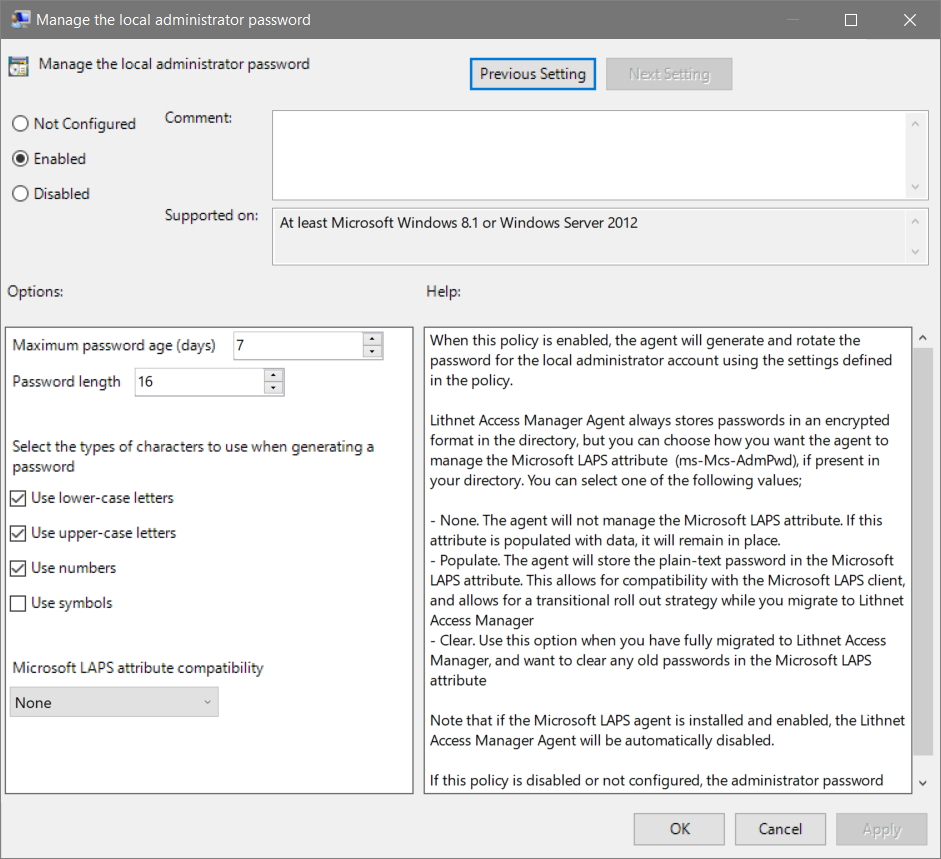 Manage the local administrator password
Manage the local administrator password
Previous Setting
Next Setting
Not Configured
Enabled
Disabled
Comment:
Supported on:
At least Microsoft Windows 8.1 or Windows Server 2012
Options:
Help:
Maximum password age (days) 7
Password length 16
Select the types of characters to use when generating a
password
Use lower-case letters
Use upper-case letters
Use numbers
Use symbols
Microsoft LAPS attribute compatibility
None
When this policy is enabled, the agent will generate and rotate the
password for the local administrator account using the settings defined
in the policy.
Lithnet Access Manager Agent always stores passwords in an encrypted
format in the directory, but you can choose how you want the agent to
manage the Microsoft LAPS attribute  (ms-Mcs-AdmPwd), if present in
your directory. You can select one of the following values;
- None. The agent will not manage the Microsoft LAPS attribute. If this
attribute is populated with data, it will remain in place.
- Populate. The agent will store the plain-text password in the Microsoft
LAPS attribute. This allows for compatibility with the Microsoft LAPS client,
and allows for a transitional roll out strategy while you migrate to Lithnet
Access Manager
- Clear. Use this option when you have fully migrated to Lithnet Access
Manager, and want to clear any old passwords in the Microsoft LAPS
attribute
Note that if the Microsoft LAPS agent is installed and enabled, the Lithnet
Access Manager Agent will be automatically disabled.
If this policy is disabled or not configured, the administrator password
OK
Cancel
Apply